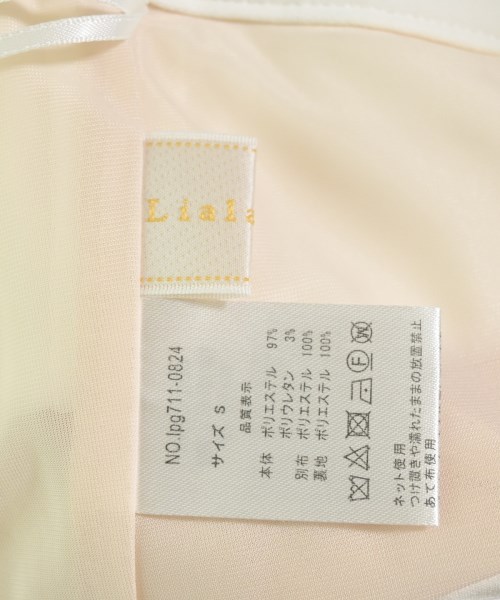 Lial
NO.lpg711-0824
サイズ S
品質表示
本体 ポリエステル 97%
ポリウレタン 3%
別布 ポリエステル 100%
裏地 ポリエステル 100%
ネット使用
つけ置きや濡れたままの放置禁止
あて布使用